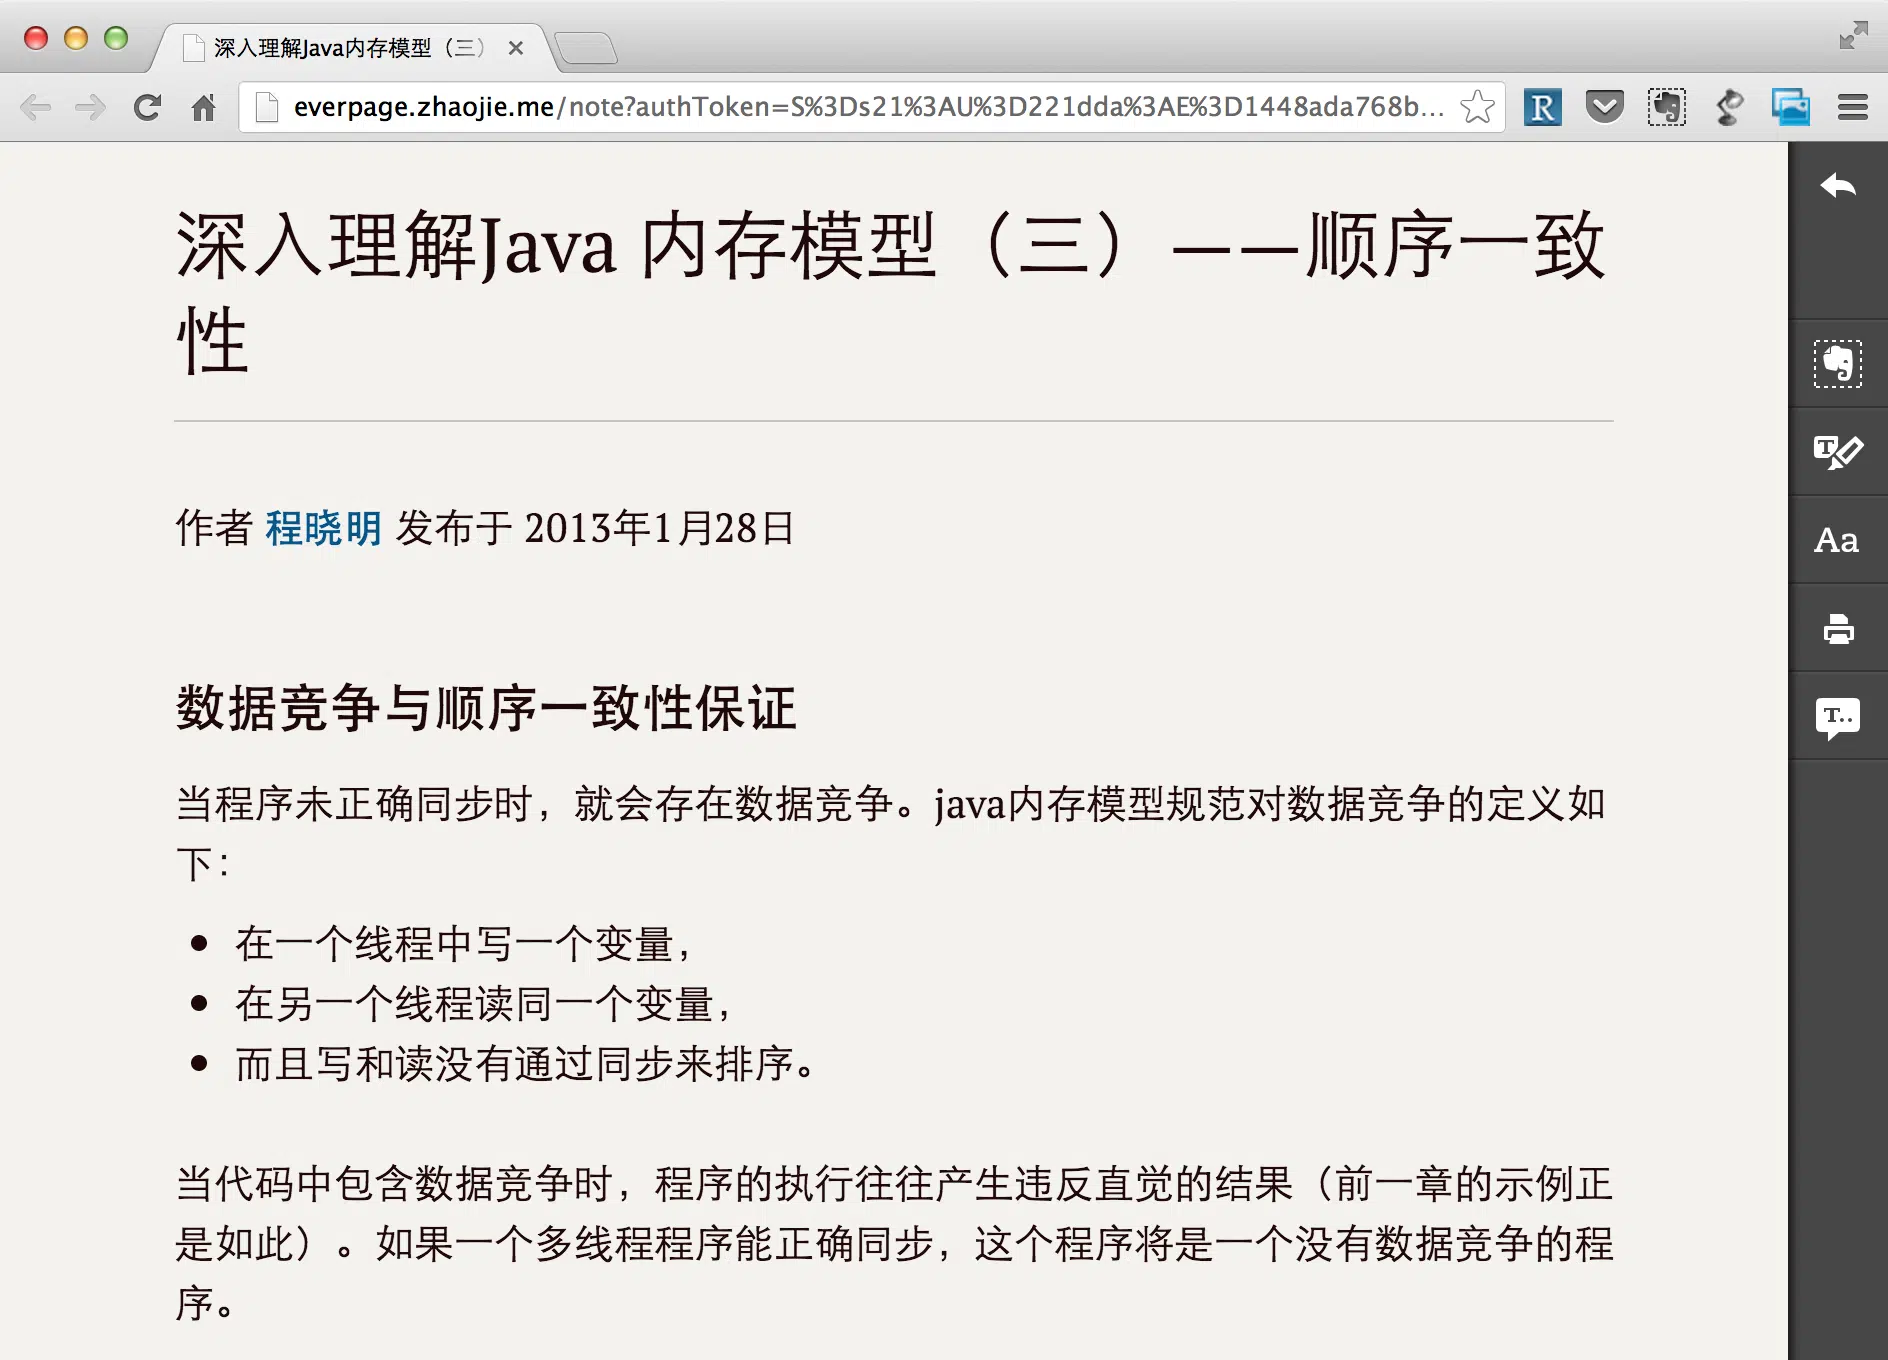 深入理解Java内存模型（三）
everpage.zhaojie.me/note?authToken=S%3Ds21%3AU%3D221dda%3AE%3D1448ada768b...
R
深入理解Java 内存模型（三）——顺序一致
性
作者 程晓明 发布于 2013年1月28日
Aa
T..
数据竞争与顺序一致性保证
当程序未正确同步时，就会存在数据竞争。java内存模型规范对数据竞争的定义如
下：
在一个线程中写一个变量，
在另一个线程读同一个变量，
而且写和读没有通过同步来排序。
当代码中包含数据竞争时，程序的执行往往产生违反直觉的结果（前一章的示例正
是如此）。如果一个多线程程序能正确同步，这个程序将是一个没有数据竞争的程
序。